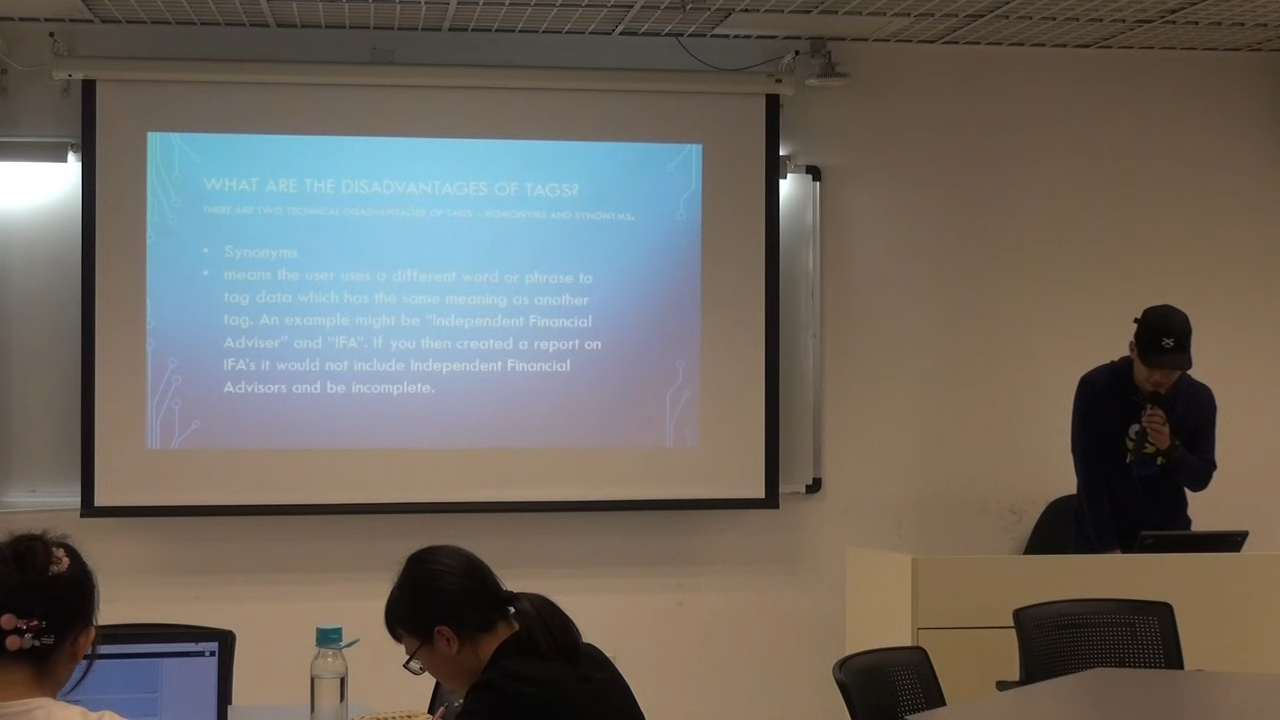 WHAT ARE THE DISADVANTAGES OF TAGS?
THERE ARE TWO TECHNICAL DISADVANTAGES OF TAGS - HOMONYMS AND SYNONYMS.
• Synonyms
• means the user uses a different word or phrase to
tag data which has the same meaning as another
tag. An example might be "Independent Financial
Adviser" and "IFA". If you then created a report on
IFA's it would not include Independent Financial
Advisors and be incomplete.